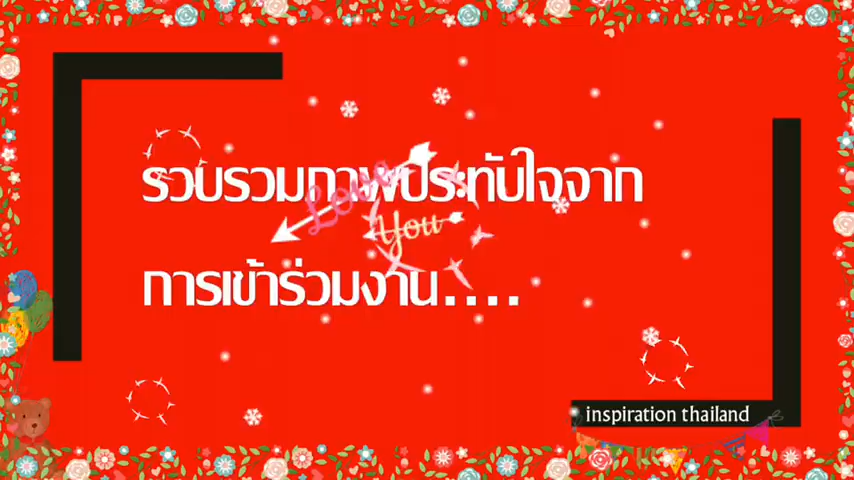 รวบรวมภาพประทับใจจาก
Love
You
การเข้าร่วมงาน....
inspiration thailand